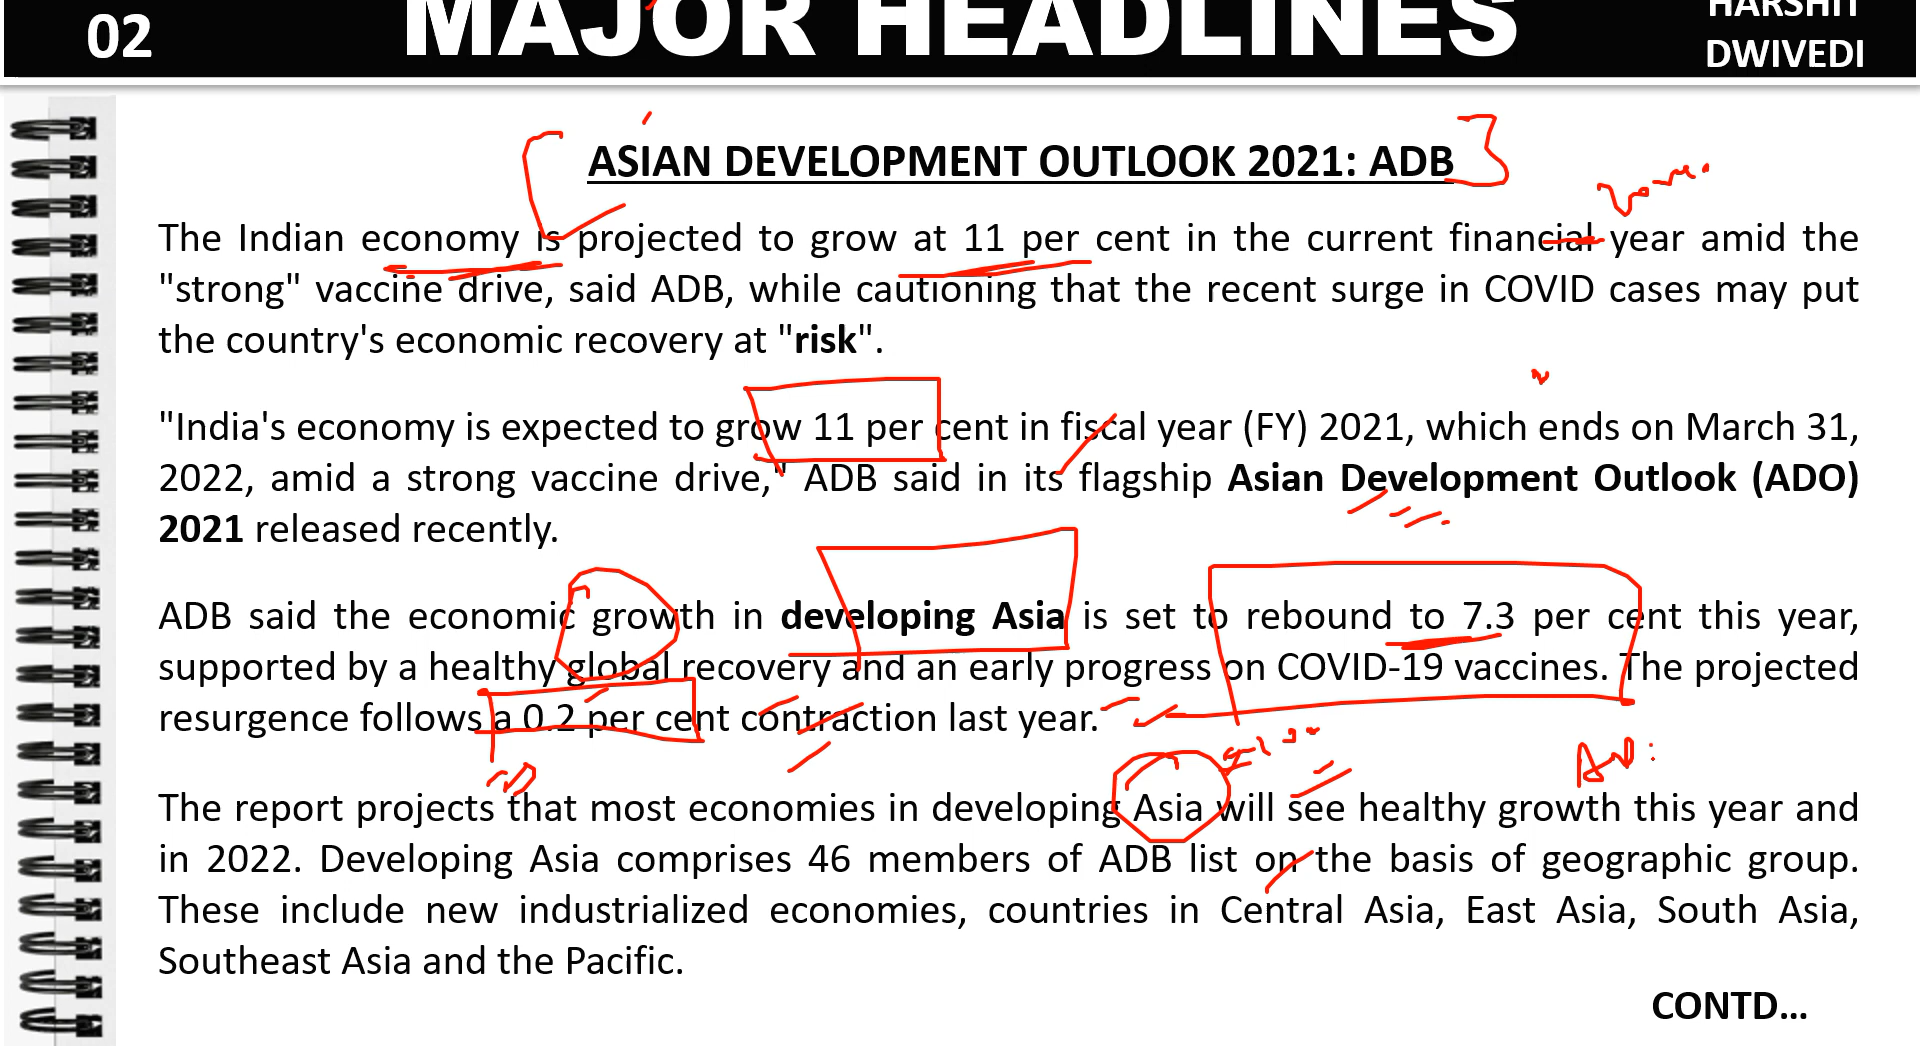 02
MAJOR HEADLINES
HARSHIT
DWIVEDI
ASIAN DEVELOPMENT OUTLOOK 2021: ADB
The Indian economy is projected to grow at 11 per cent in the current financial year amid the
"strong" vaccine drive, said ADB, while cautioning that the recent surge in COVID cases may put
the country's economic recovery at "risk".
"India's economy is expected to grow 11 per cent in fiscal year (FY) 2021, which ends on March 31,
2022, amid a strong vaccine drive," ADB said in its flagship Asian Development Outlook (ADO)
2021 released recently.
ADB said the economic growth in developing Asia is set to rebound to 7.3 per cent this year,
supported by a healthy global recovery and an early progress on COVID-19 vaccines. The projected
resurgence follows a 0.2 per cent contraction last year.
The report projects that most economies in developing Asia will see healthy growth this year and
in 2022. Developing Asia comprises 46 members of ADB list on the basis of geographic group.
These include new industrialized economies, countries in Central Asia, East Asia, South Asia,
Southeast Asia and the Pacific.
CONTD...